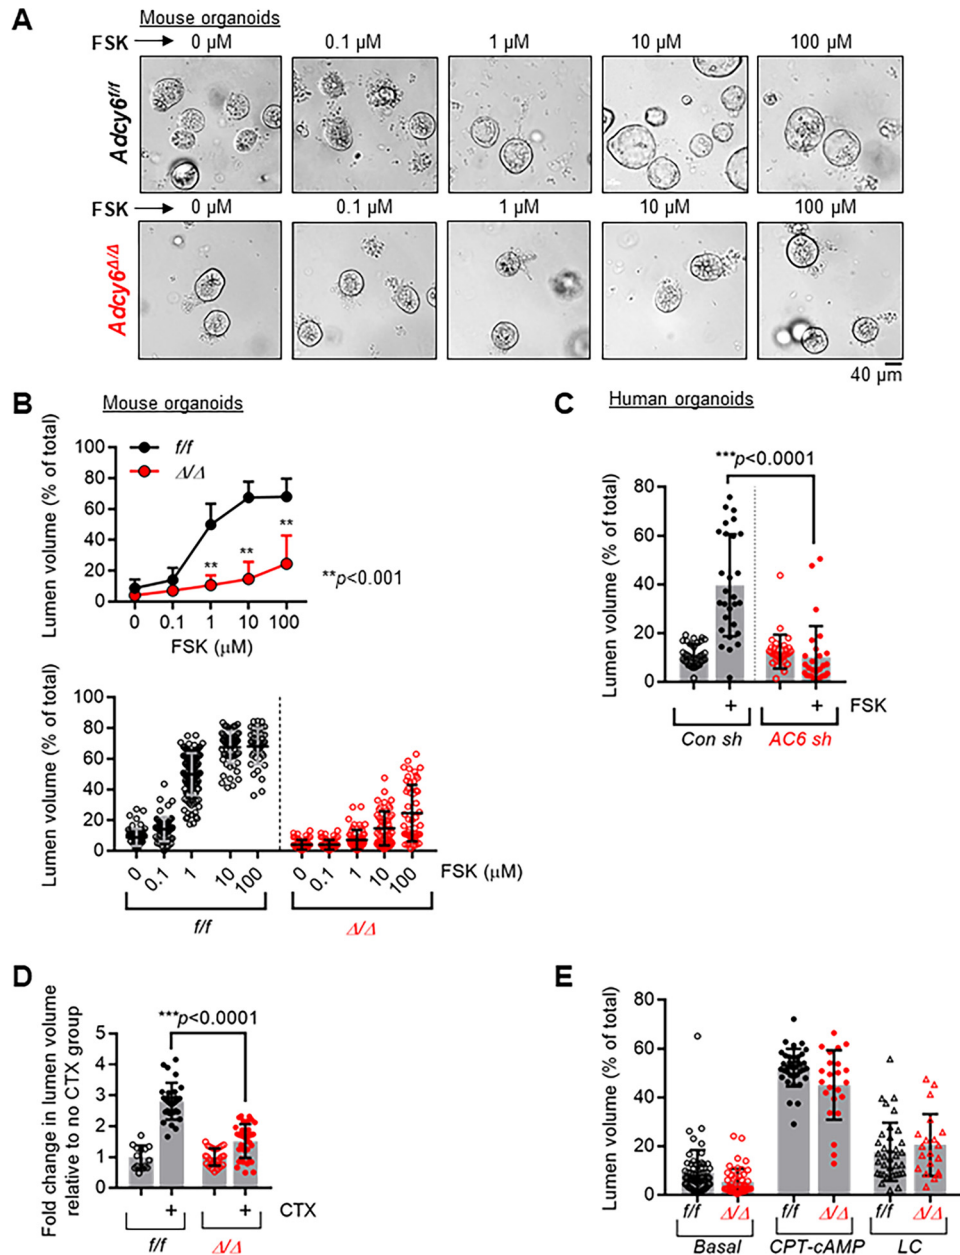 A
Mouse organoids
FSK 0 µM 0.1 µM 1 µM 10 µM 100 µM
Adcy6f/f
FSK 0 µM 0.1 µM 1 µM 10 µM 100 µM
Adcy6Δ/Δ
40 µm
B
Mouse organoids
Lumen volume (% of total)
100
80
60
40
20
0
f/f
Δ/Δ
**
**
**
**p<0.001
0 0.1 1 10 100
FSK (µM)
Lumen volume (% of total)
100
80
60
40
20
0
0 0.1 1 10 100 0 0.1 1 10 100 FSK (µM)
f/f Δ/Δ
C
Human organoids
***p<0.0001
Lumen volume (% of total)
80
60
40
20
0
+ + FSK
Con sh AC6 sh
D
Fold change in lumen volume
relative to no CTX group
***p<0.0001
5
4
3
2
1
0
+ + CTX
f/f Δ/Δ
E
Lumen volume (% of total)
80
60
40
20
0
f/f Δ/Δ f/f Δ/Δ f/f Δ/Δ
Basal CPT-cAMP LC